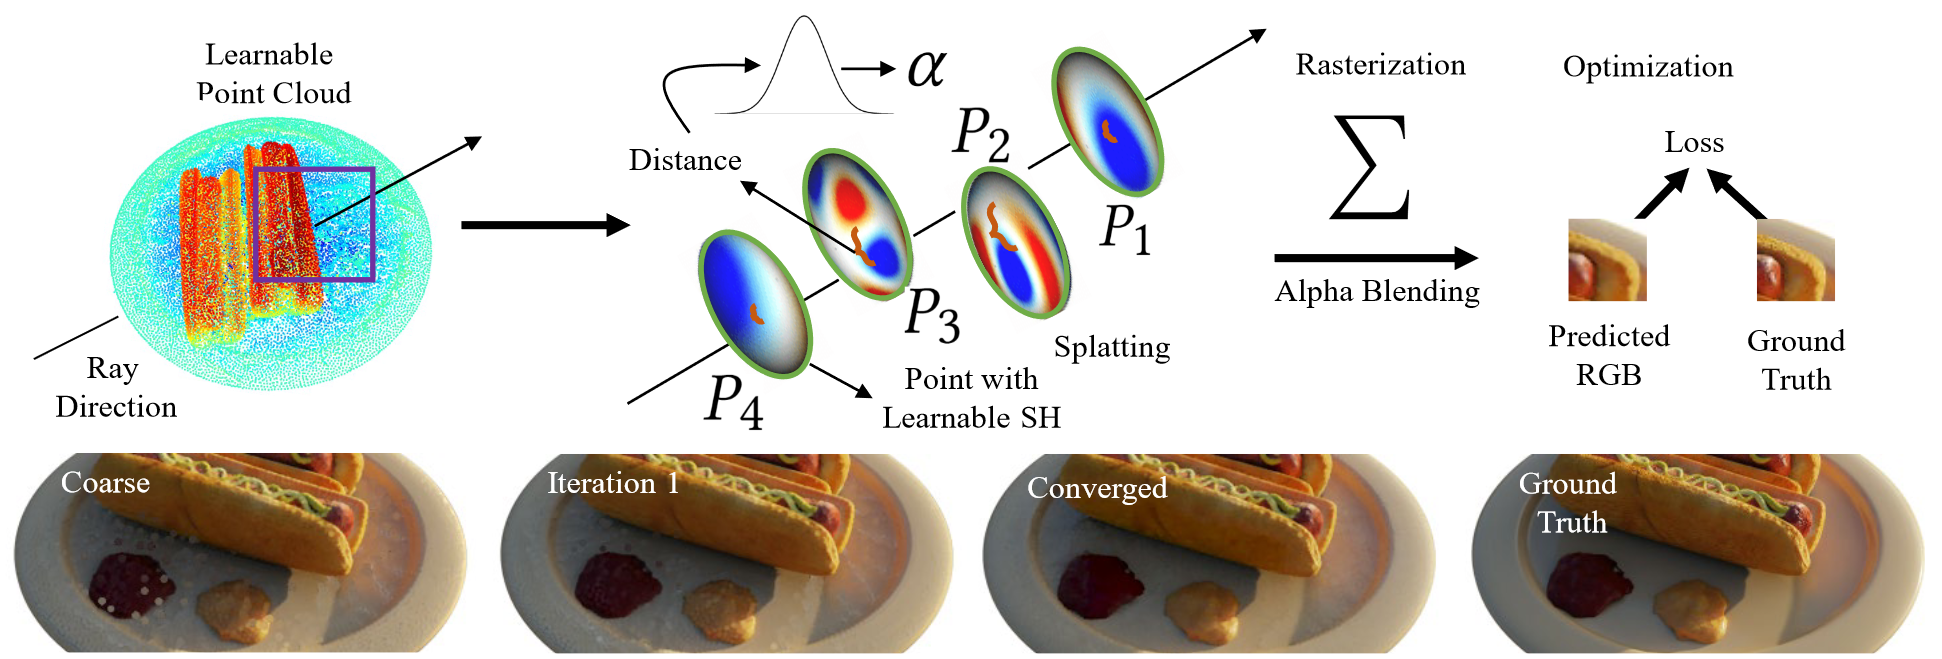 Learnable
Point Cloud
Ray
Direction
Distance
α
P4
P3
P2
P1
Splatting
Point with
Learnable SH
Rasterization
∑
Alpha Blending
Optimization
Loss
Predicted
RGB
Ground
Truth
Coarse
Iteration 1
Converged
Ground
Truth